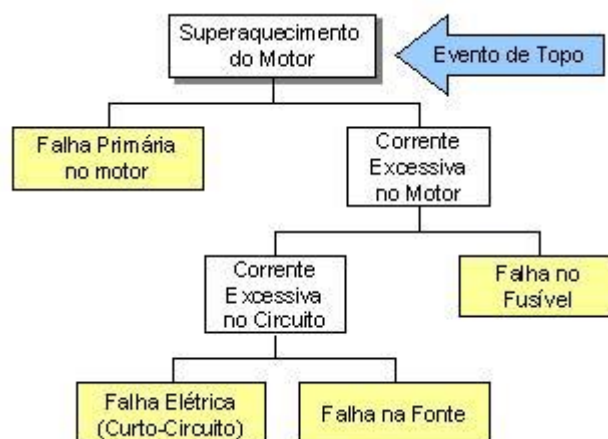 Superaquecimento
do Motor
Evento de Topo
Falha Primária
no motor
Corrente
Excessiva
no Motor
Corrente
Excessiva
no Circuito
Falha no
Fusível
Falha Elétrica
(Curto-Circuito)
Falha na Fonte